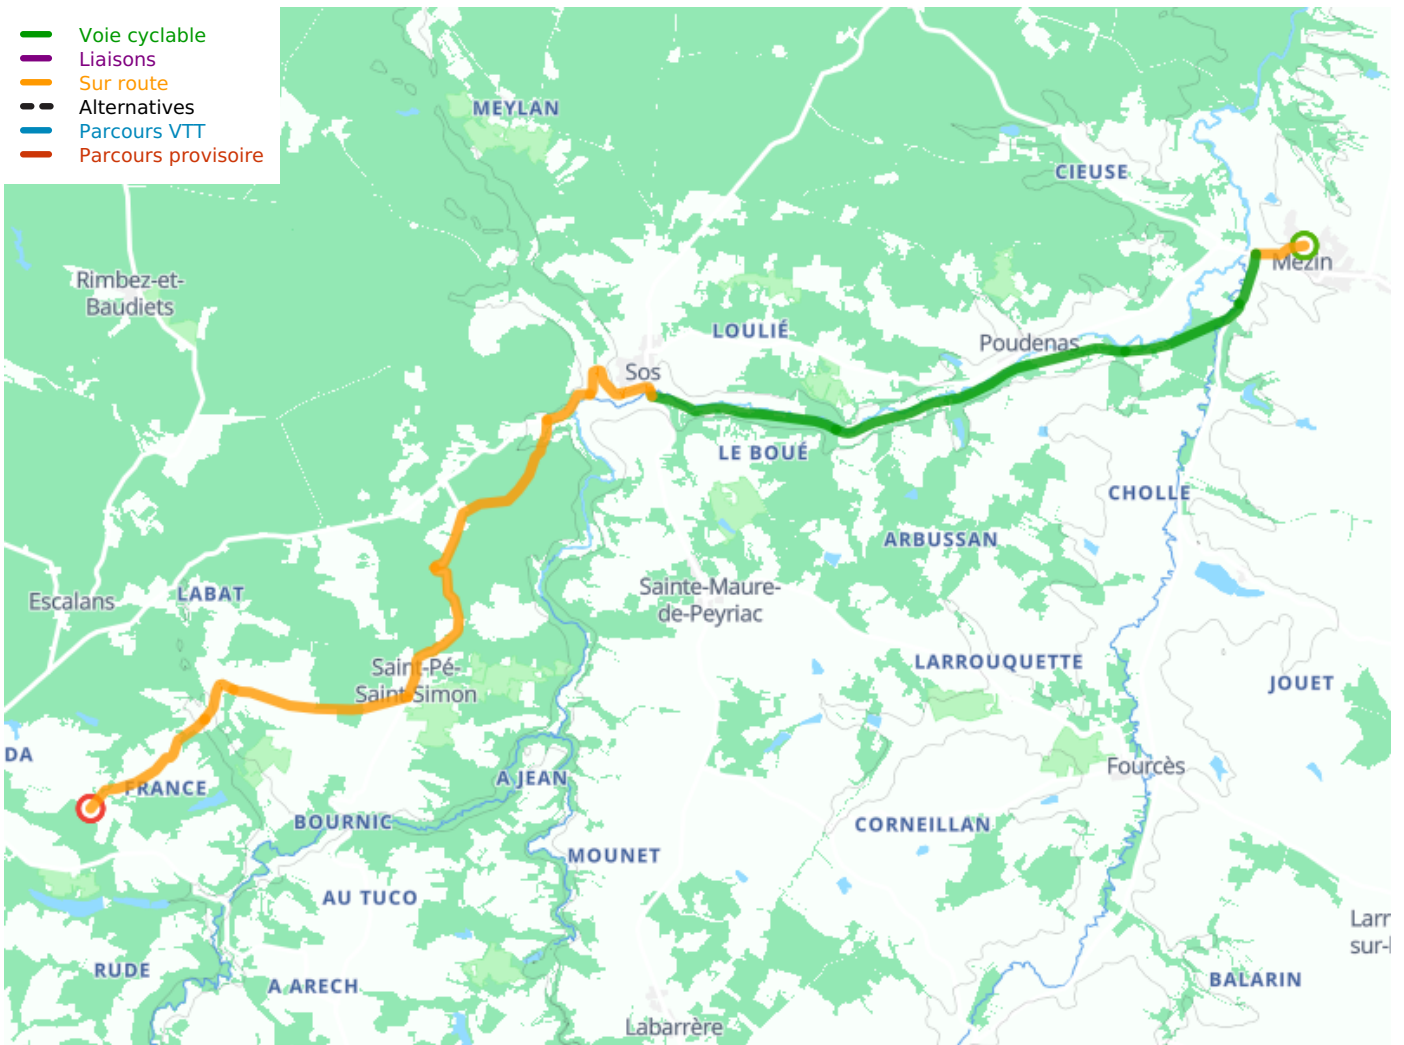 Voie cyclable
Liaisons
Sur route
Alternatives
Parcours VTT
Parcours provisoire
MEYLAN
CIEUSE
Mézin
Rimbez-et-
Baudiets
LOULIÉ
Poudenas
Sos
LE BOUÉ
CHOLLE
ARBUSSAN
Escalans
LABAT
Sainte-Maure-
de-Peyriac
Saint-Pé-
Saint-Simon
LARROUQUETTE
JOUET
DA
FRANCE
A JEAN
Fourcès
BOURNIC
CORNEILLAN
MOUNET
AU TUCO
Larr
sur-l
RUDE
A ARECH
BALARIN
Labarrère